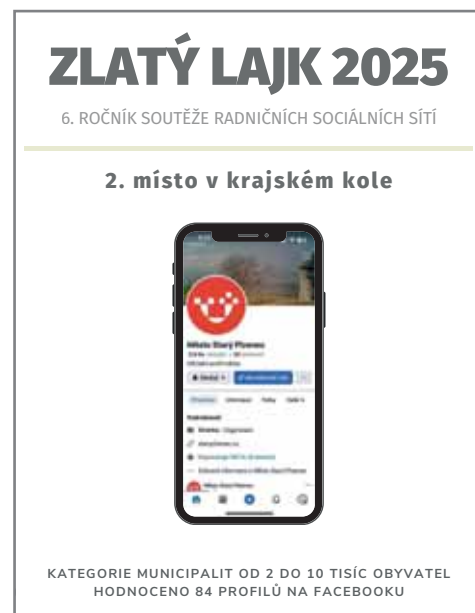 ZLATÝ LAJK 2025
6. ROČNÍK SOUTĚŽE RADNIČNÍCH SOCIÁLNÍCH SÍTÍ
2. místo v krajském kole
Město Starý Plzenec
Informace
KATEGORIE MUNICIPALIT OD 2 DO 10 TISÍC OBYVATEL
HODNOCENO 84 PROFILŮ NA FACEBOOKU